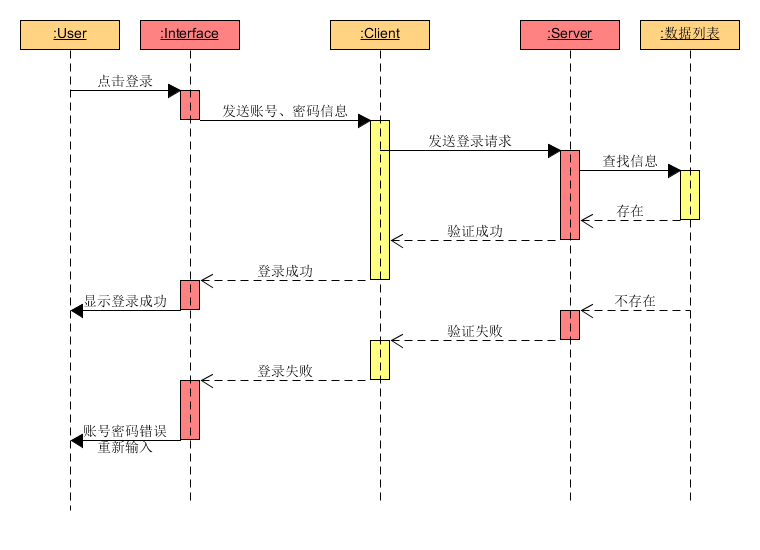 :User
:Interface
:Client
:Server
:数据列表
点击登录
发送账号、密码信息
发送登录请求
查找信息
存在
验证成功
登录成功
显示登录成功
不存在
验证失败
登录失败
账号密码错误
重新输入